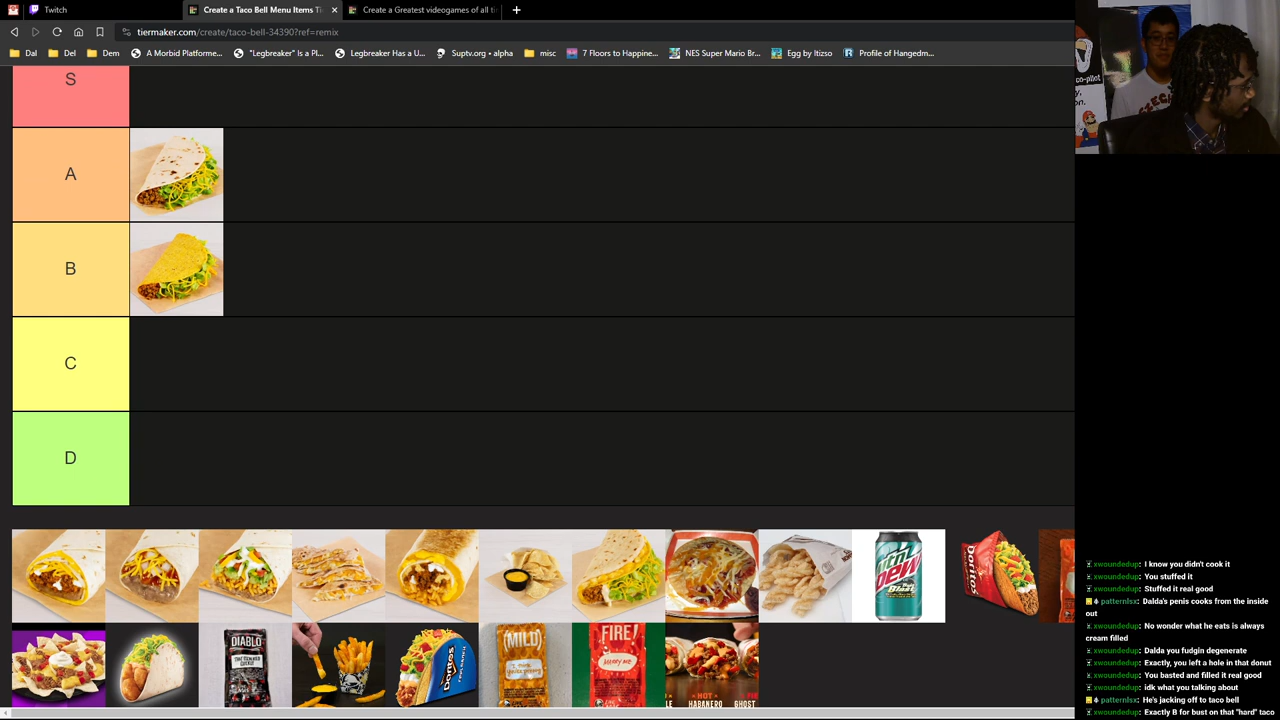 Twitch
Create a Taco Bell Menu Items Ti
Create a Greatest videogames of all ti
tiermaker.com/create/taco-bell-34390?ref=remix
Dal
Del
Dem
A Morbid Platforme...
"Legbreaker" Is a Pl...
Legbreaker Has a U...
Suptv.org • alpha
misc
7 Floors to Happine...
NES Super Mario Br...
Egg by Itizso
Profile of Hangedm...
co-pilot
S
A
B
C
D
Doritos
DIABLO
(MILD)
FIRE!
Marry me
HOT
HABANERO
GHOST
xwoundedup: I know you didn't cook it
xwoundedup: You stuffed it
xwoundedup: Stuffed it real good
patternlsx: Dalda's penis cooks from the inside
out
xwoundedup: No wonder what he eats is always
cream filled
xwoundedup: Dalda you fudgin degenerate
xwoundedup: Exactly, you left a hole in that donut
xwoundedup: You basted and filled it real good
xwoundedup: idk what you talking about
patternlsx: He's jacking off to taco bell
xwoundedup: Exactly B for bust on that "hard" taco